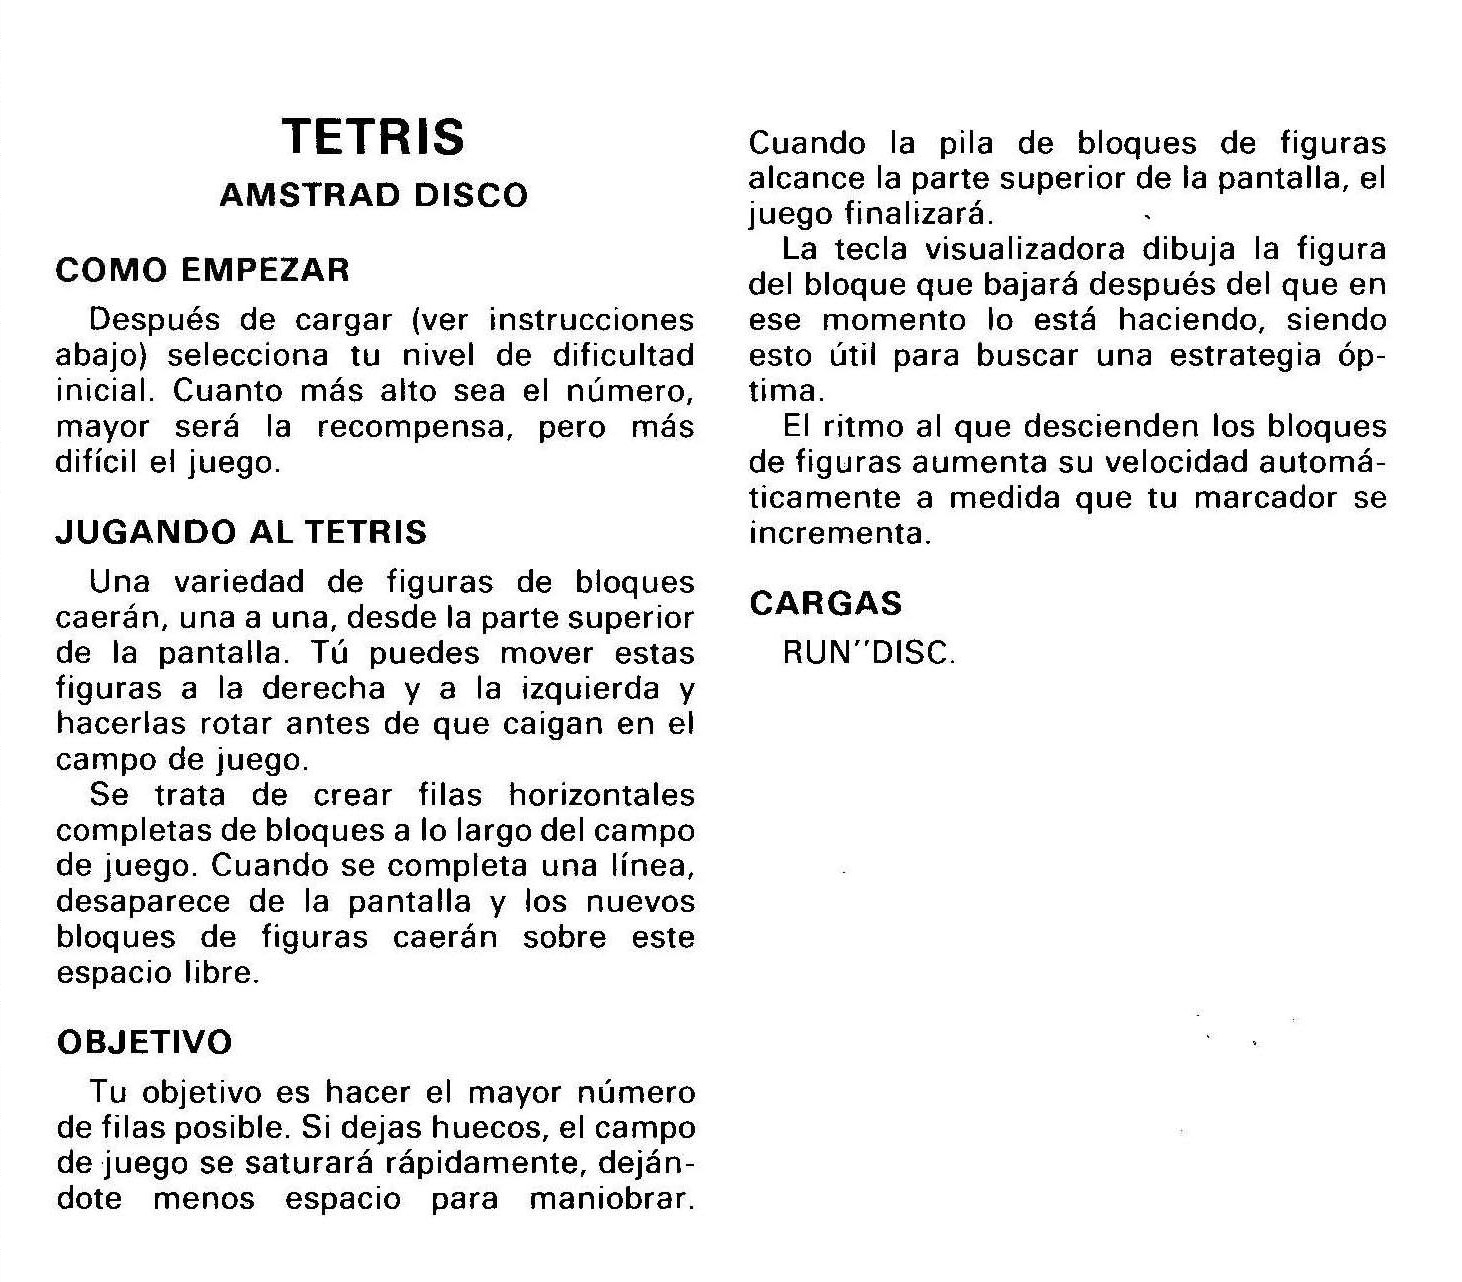 TETRIS
AMSTRAD DISCO
COMO EMPEZAR
Después de cargar (ver instrucciones
abajo) selecciona tu nivel de dificultad
inicial. Cuanto más alto sea el número,
mayor será la recompensa, pero más
difícil el juego.
JUGANDO AL TETRIS
Una variedad de figuras de bloques
caerán, una a una, desde la parte superior
de la pantalla. Tú puedes mover estas
figuras a la derecha y a la izquierda y
hacerlas rotar antes de que caigan en el
campo de juego.
Se trata de crear filas horizontales
completas de bloques a lo largo del campo
de juego. Cuando se completa una línea,
desaparece de la pantalla y los nuevos
bloques de figuras caerán sobre este
espacio libre.
OBJETIVO
Tu objetivo es hacer el mayor número
de filas posible. Si dejas huecos, el campo
de juego se saturará rápidamente, deján-
dote menos espacio para maniobrar.
Cuando la pila de bloques de figuras
alcance la parte superior de la pantalla, el
juego finalizará.
La tecla visualizadora dibuja la figura
del bloque que bajará después del que en
ese momento lo está haciendo, siendo
esto útil para buscar una estrategia óp-
tima.
El ritmo al que descienden los bloques
de figuras aumenta su velocidad automá-
ticamente a medida que tu marcador se
incrementa.
CARGAS
RUN''DISC.